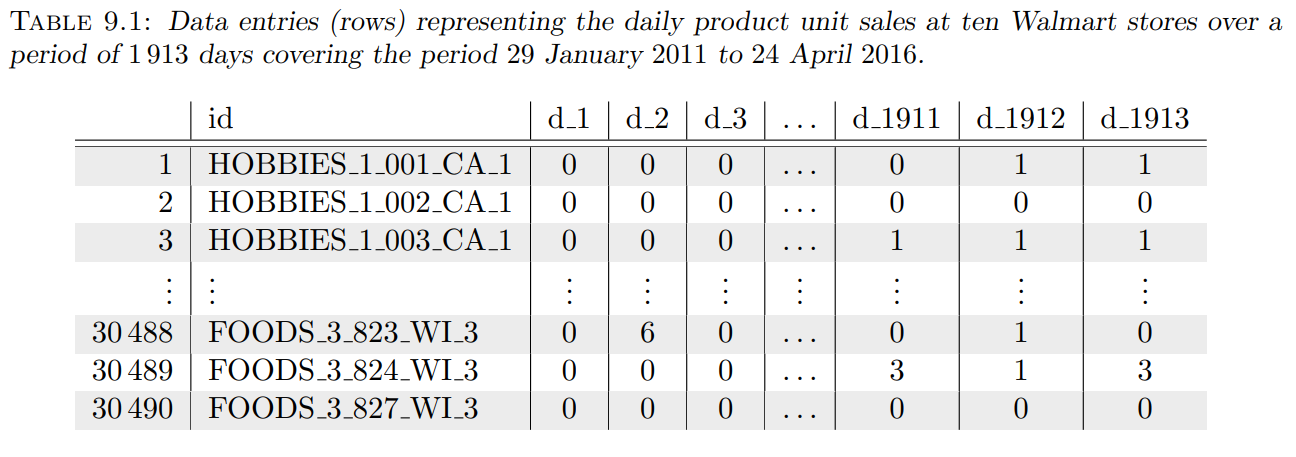 TABLE 9.1: Data entries (rows) representing the daily product unit sales at ten Walmart stores over a
period of 1 913 days covering the period 29 January 2011 to 24 April 2016.
id d_1 d_2 d_3 ... d_1911 d_1912 d_1913
1 HOBBIES_1_001_CA_1 0 0 0 ... 0 1 1
2 HOBBIES_1_002_CA_1 0 0 0 ... 0 0 0
3 HOBBIES_1_003_CA_1 0 0 0 ... 1 1 1
⋮ ⋮ ⋮ ⋮ ⋮ ⋮ ⋮ ⋮ ⋮
30 488 FOODS_3_823_WI_3 0 6 0 ... 0 1 0
30 489 FOODS_3_824_WI_3 0 0 0 ... 3 1 3
30 490 FOODS_3_827_WI_3 0 0 0 ... 0 0 0